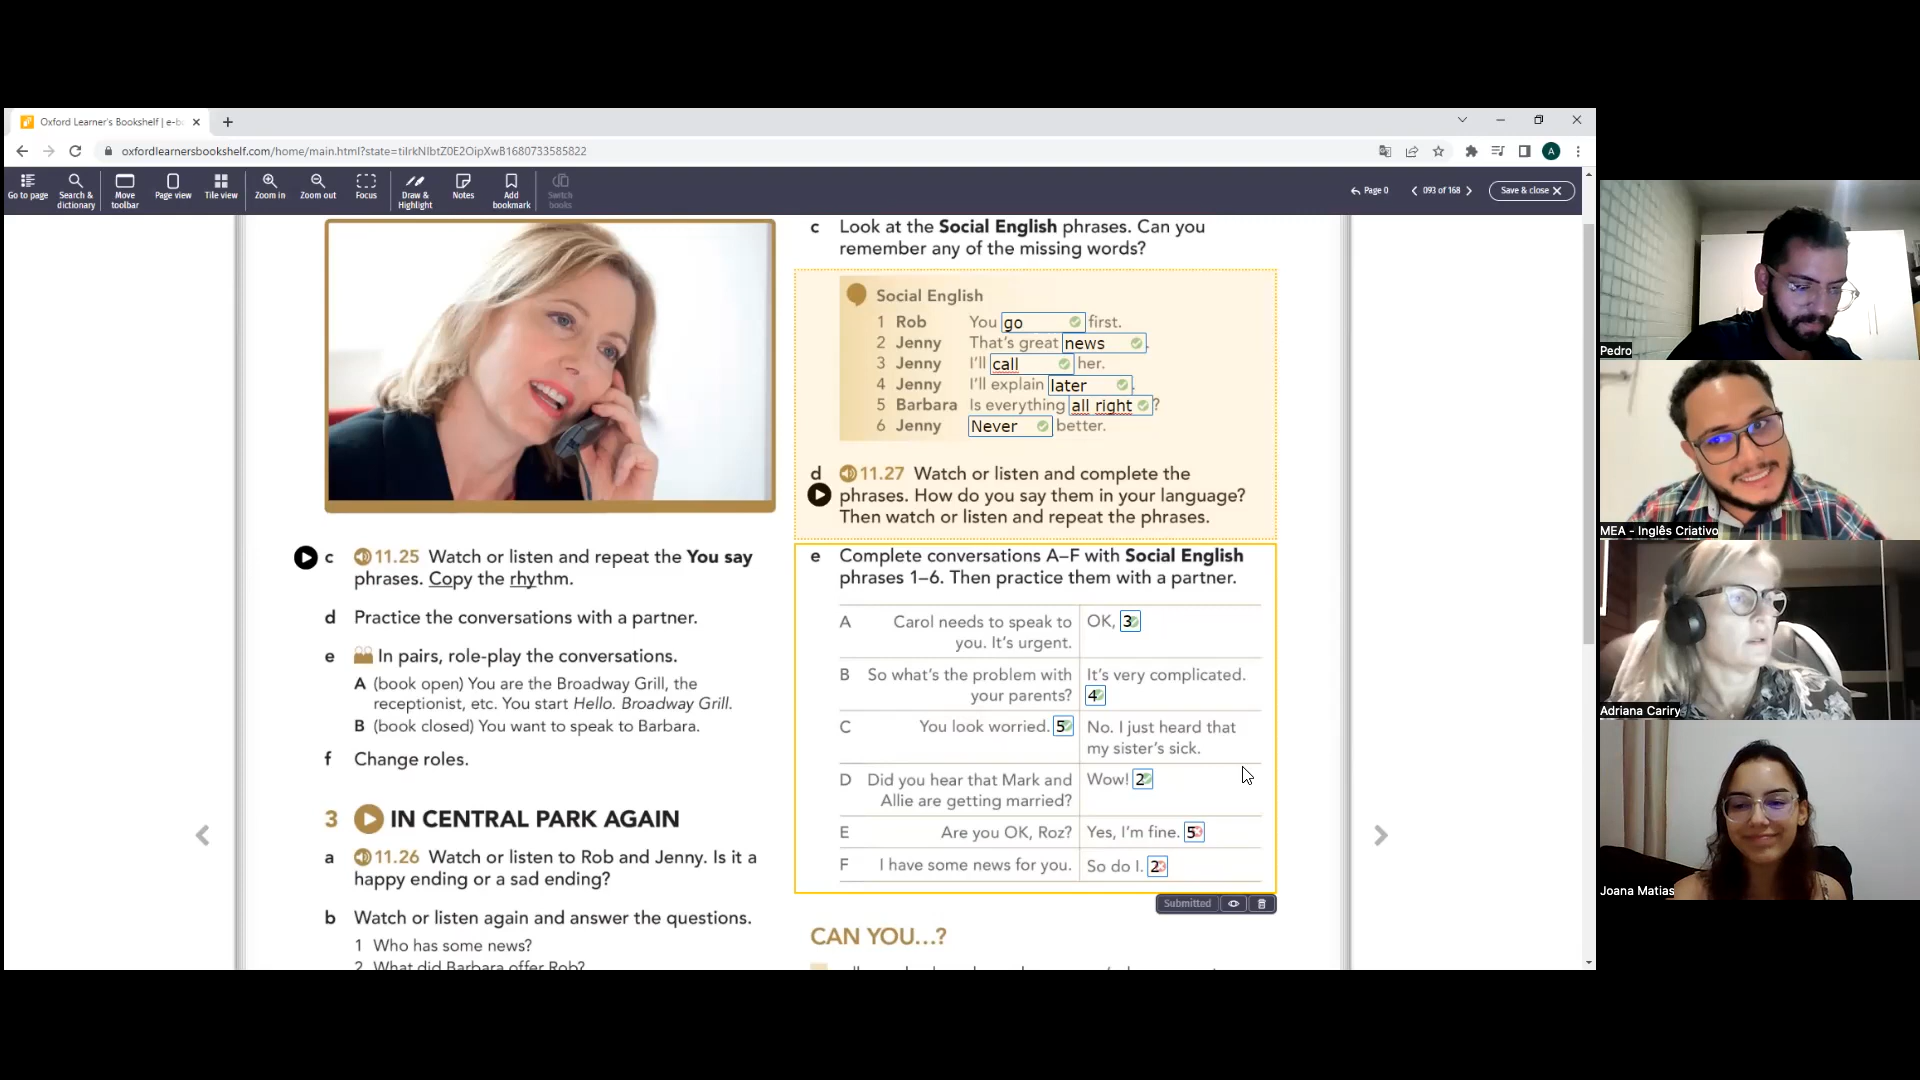 Oxford Learner's Bookshelf | e-b
oxfordlearnersbookshelf.com/home/main.html?state=tiIrkNIbtZ0E2OipXwB1680733585822
A
Go to page
Search & dictionary
Move toolbar
Page view
Tile view
Zoom in
Zoom out
Focus
Draw & Highlight
Notes
Add bookmark
Switch books
Page 0
093 of 168
Save & close
c 11.25 Watch or listen and repeat the You say
phrases. Copy the rhythm.
d Practice the conversations with a partner.
e In pairs, role-play the conversations.
A (book open) You are the Broadway Grill, the
receptionist, etc. You start Hello. Broadway Grill.
B (book closed) You want to speak to Barbara.
f Change roles.
3 IN CENTRAL PARK AGAIN
a 11.26 Watch or listen to Rob and Jenny. Is it a
happy ending or a sad ending?
b Watch or listen again and answer the questions.
1 Who has some news?
2 What did Barbara offer Rob?
c Look at the Social English phrases. Can you
remember any of the missing words?
Social English
1 Rob You go first.
2 Jenny That's great news.
3 Jenny I'll call her.
4 Jenny I'll explain later.
5 Barbara Is everything all right?
6 Jenny Never better.
d 11.27 Watch or listen and complete the
phrases. How do you say them in your language?
Then watch or listen and repeat the phrases.
e Complete conversations A–F with Social English
phrases 1–6. Then practice them with a partner.
A Carol needs to speak to OK, 3
you. It's urgent.
B So what's the problem with It's very complicated.
your parents? 4
C You look worried. 5 No. I just heard that
my sister's sick.
D Did you hear that Mark and Wow! 2
Allie are getting married?
E Are you OK, Roz? Yes, I'm fine. 5
F I have some news for you. So do I. 2
Submitted
CAN YOU...?
Pedro
MEA - Inglês Criativo
Adriana Cariry
Joana Matias